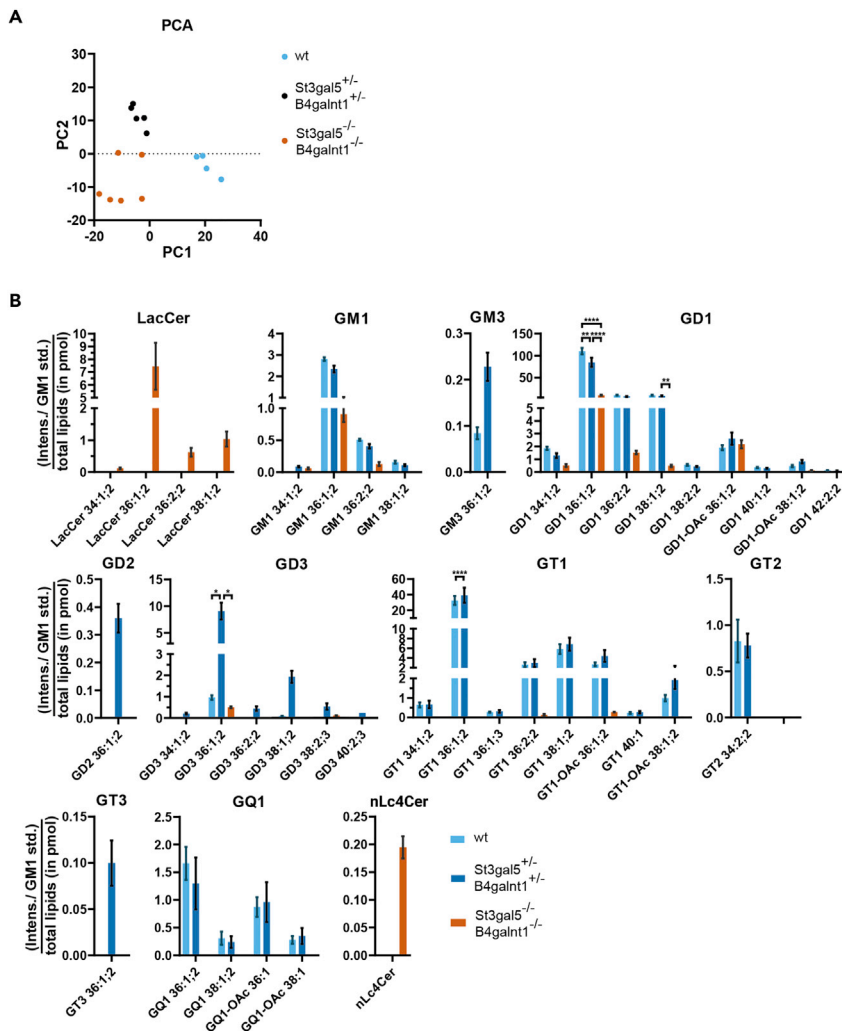 A
PCA
30
20
10
0
-10
-20
PC2
-20 0 20 40
PC1
wt
St3gal5+/-
B4galnt1+/-
St3gal5-/-
B4galnt1-/-
B
(Intens./ GM1 std.)
total lipids (in pmol)
LacCer
10
9
8
7
6
5
4
3
2
2
1
0
LacCer 34:1;2
LacCer 36:1;2
LacCer 36:2;2
LacCer 38:1;2
GM1
4
3
2
1
1.0
0.5
0.0
GM1 34:1;2
GM1 36:1;2
GM1 36:2;2
GM1 38:1;2
GM3
0.3
0.2
0.1
0.0
GM3 36:1;2
GD1
****
** ****
**
150
100
50
5
4
3
2
1
0
GD1 34:1;2
GD1 36:1;2
GD1 36:2;2
GD1 38:1;2
GD1 38:2;2
GD1-OAc 36:1;2
GD1 40:1;2
GD1-OAc 38:1;2
GD1 42:2;2
(Intens./ GM1 std.)
total lipids (in pmol)
GD2
0.6
0.4
0.2
0.0
GD2 36:1;2
GD3
* *
15
10
5
3
2
1
0
GD3 34:1;2
GD3 36:1;2
GD3 36:2;2
GD3 38:1;2
GD3 38:2;3
GD3 40:2;3
GT1
****
60
40
20
10
8
6
4
2
2
1
0
GT1 34:1;2
GT1 36:1;2
GT1 36:1;3
GT1 36:2;2
GT1 38:1;2
GT1-OAc 36:1;2
GT1 40:1
GT1-OAc 38:1;2
GT2
1.5
1.0
0.5
0.0
GT2 34:2;2
(Intens./ GM1 std.)
total lipids (in pmol)
GT3
0.15
0.10
0.05
0.00
GT3 36:1;2
GQ1
2.5
2.0
1.5
1.0
0.5
0.0
GQ1 36:1;2
GQ1 38:1;2
GQ1-OAc 36:1
GQ1-OAc 38:1
nLc4Cer
0.25
0.20
0.15
0.10
0.05
0.00
nLc4Cer
wt
St3gal5+/-
B4galnt1+/-
St3gal5-/-
B4galnt1-/-